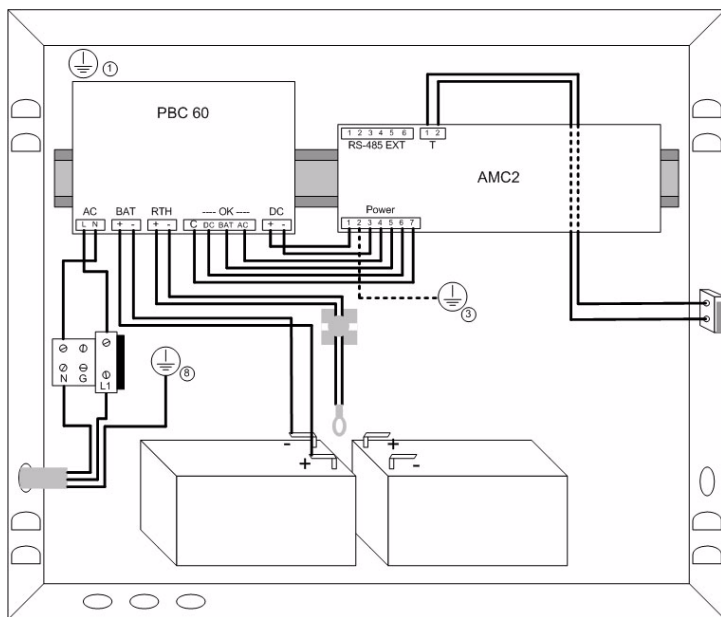 1
PBC 60
1 2 3 4 5 6
1 2
RS-485 EXT
T
AMC2
AC
BAT
RTH
---- OK ----
DC
Power
L N
+ -
+ -
C DC BAT AC
+ -
1 2 3 4 5 6 7
3
8
N
G
L1
-
+
+
-